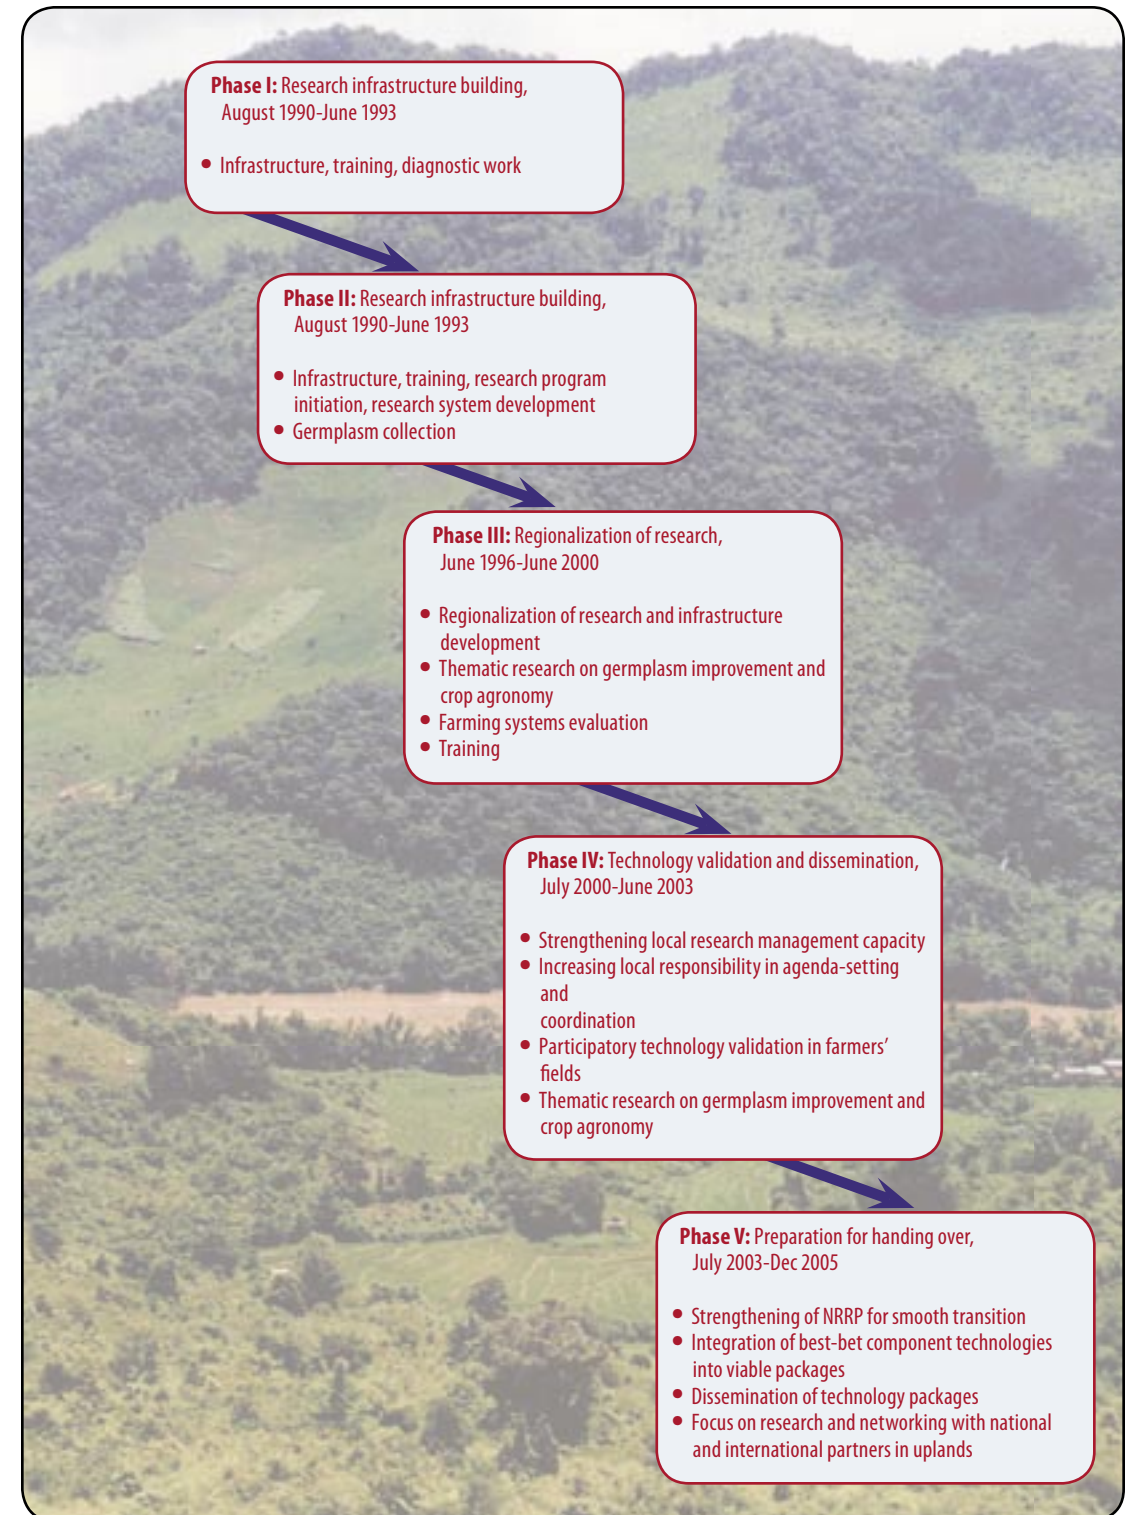 Phase I: Research infrastructure building,
August 1990-June 1993
• Infrastructure, training, diagnostic work
Phase II: Research infrastructure building,
August 1990-June 1993
• Infrastructure, training, research program
initiation, research system development
• Germplasm collection
Phase III: Regionalization of research,
June 1996-June 2000
• Regionalization of research and infrastructure
development
• Thematic research on germplasm improvement and
crop agronomy
• Farming systems evaluation
• Training
Phase IV: Technology validation and dissemination,
July 2000-June 2003
• Strengthening local research management capacity
• Increasing local responsibility in agenda-setting
and
coordination
• Participatory technology validation in farmers’
fields
• Thematic research on germplasm improvement and
crop agronomy
Phase V: Preparation for handing over,
July 2003-Dec 2005
• Strengthening of NRRP for smooth transition
• Integration of best-bet component technologies
into viable packages
• Dissemination of technology packages
• Focus on research and networking with national
and international partners in uplands